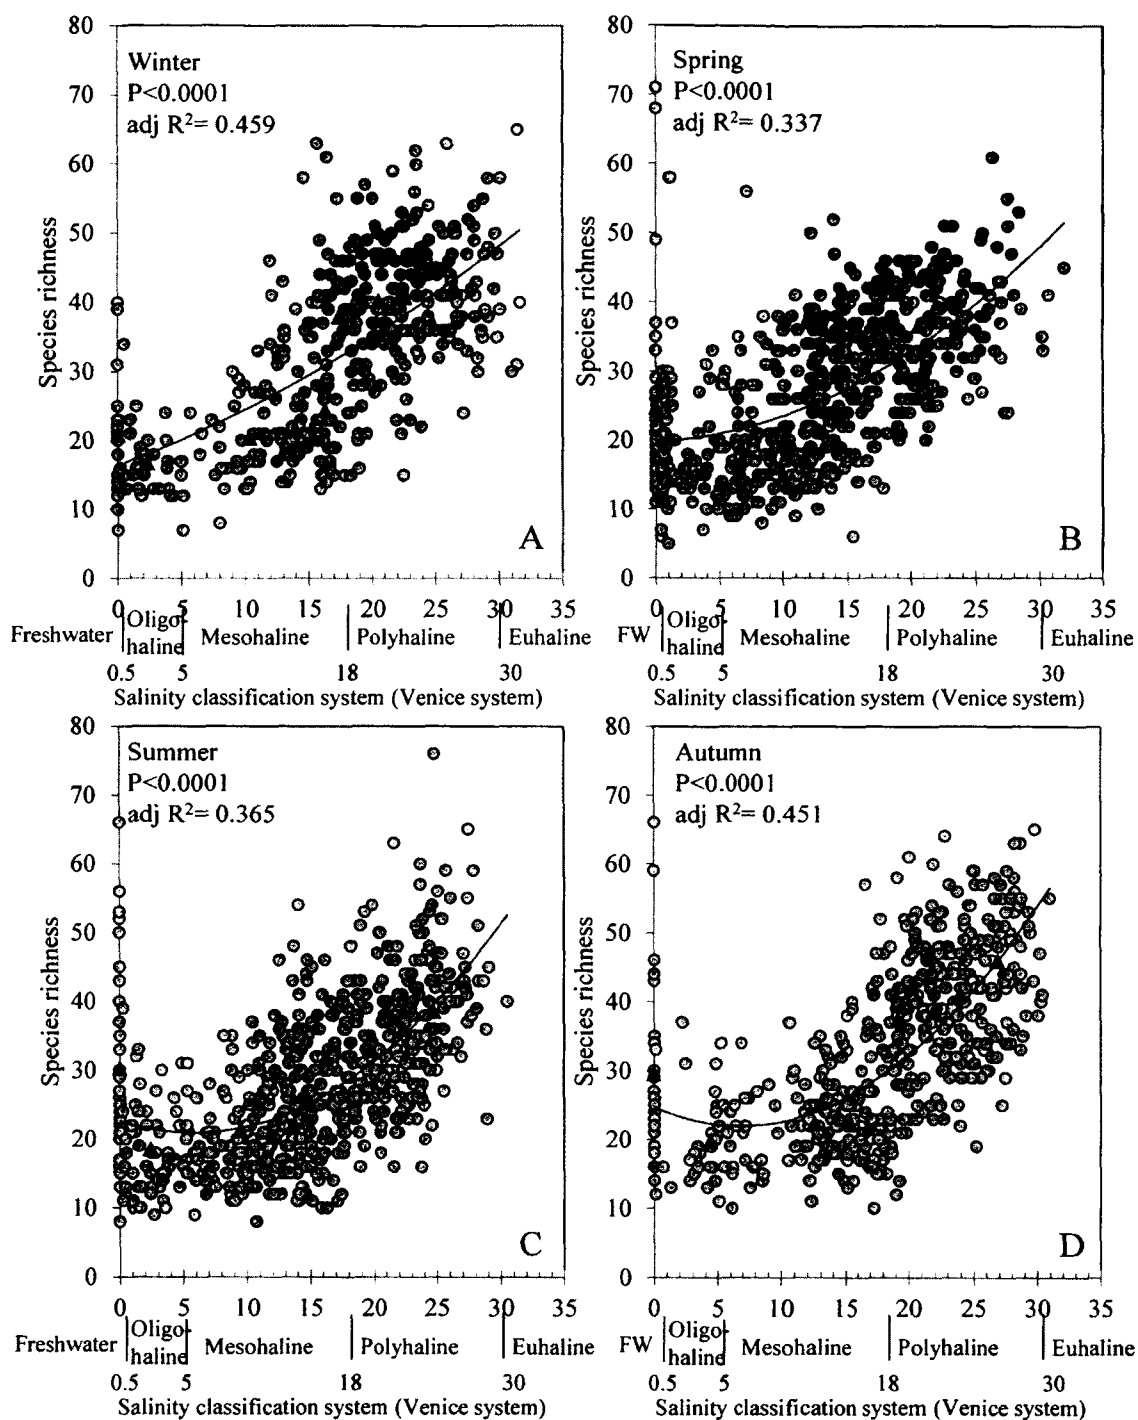 80
70
60
50
40
30
20
10
0
Species richness
Winter
P<0.0001
adj R²= 0.459
A
0 5 10 15 20 25 30 35
Freshwater Oligo- Mesohaline Polyhaline Euhaline
haline
0.5 5 18 30
Salinity classification system (Venice system)
80
70
60
50
40
30
20
10
0
Species richness
Spring
P<0.0001
adj R²= 0.337
B
0 5 10 15 20 25 30 35
FW Oligo- Mesohaline Polyhaline Euhaline
haline
0.5 5 18 30
Salinity classification system (Venice system)
80
70
60
50
40
30
20
10
0
Species richness
Summer
P<0.0001
adj R²= 0.365
C
0 5 10 15 20 25 30 35
Freshwater Oligo- Mesohaline Polyhaline Euhaline
haline
0.5 5 18 30
Salinity classification system (Venice system)
80
70
60
50
40
30
20
10
0
Species richness
Autumn
P<0.0001
adj R²= 0.451
D
0 5 10 15 20 25 30 35
FW Oligo- Mesohaline Polyhaline Euhaline
haline
0.5 5 18 30
Salinity classification system (Venice system)